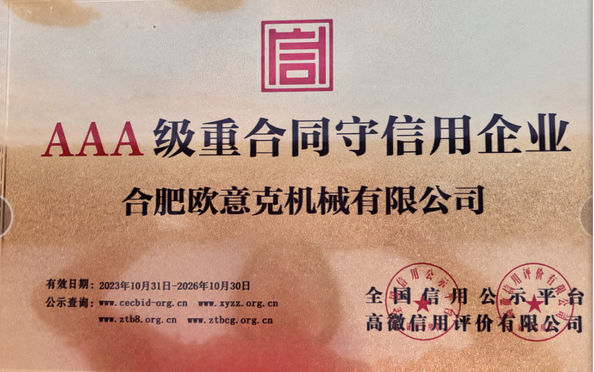 信
AAA级重合同守信用企业
合肥欧意克机械有限公司
有效日期：2023年10月31日-2026年10月30日
公示查询：www.cecbid-org.cn www.xyzz.org.cn
www.ztb8.org.cn www.ztbcg.org.cn
全国信用公示平台
高徽信用评价有限公司